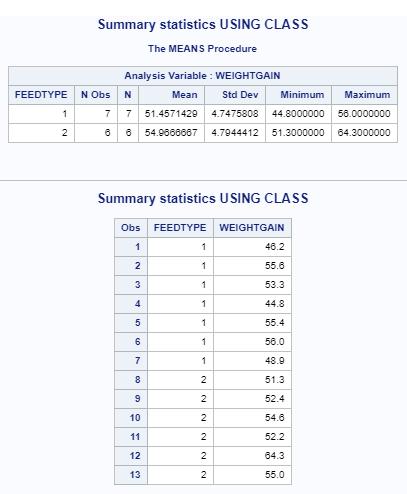 Summary statistics USING CLASS
The MEANS Procedure
Analysis Variable : WEIGHTGAIN
FEEDTYPE N Obs N Mean Std Dev Minimum Maximum
1 7 7 51.4571429 4.7475808 44.8000000 56.0000000
2 6 6 54.9666667 4.7944412 51.3000000 64.3000000
Summary statistics USING CLASS
Obs FEEDTYPE WEIGHTGAIN
1 1 46.2
2 1 55.6
3 1 53.3
4 1 44.8
5 1 55.4
6 1 56.0
7 1 48.9
8 2 51.3
9 2 52.4
10 2 54.6
11 2 52.2
12 2 64.3
13 2 55.0